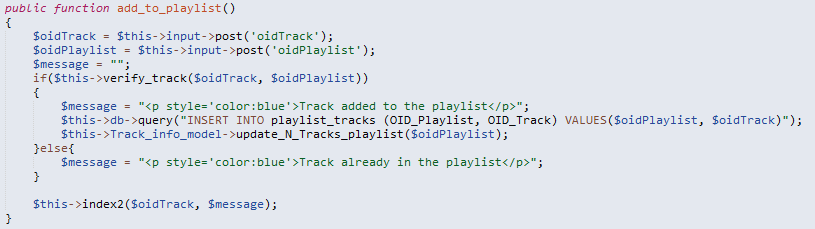 public function add_to_playlist()
{
    $oidTrack = $this->input->post('oidTrack');
    $oidPlaylist = $this->input->post('oidPlaylist');
    $message = "";
    if($this->verify_track($oidTrack, $oidPlaylist))
    {
        $message = "<p style='color:blue'>Track added to the playlist</p>";
        $this->db->query("INSERT INTO playlist_tracks (OID_Playlist, OID_Track) VALUES($oidPlaylist, $oidTrack)");
        $this->Track_info_model->update_N_Tracks_playlist($oidPlaylist);
    }else{
        $message = "<p style='color:blue'>Track already in the playlist</p>";
    }

    $this->index2($oidTrack, $message);
}